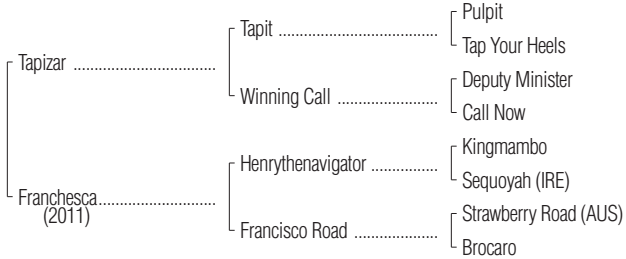 Pulpit
Tapit ................................................
Tap Your Heels
Tapizar ...........................................
Deputy Minister
Winning Call ..............................
Call Now
Kingmambo
Henrythenavigator ....................
Sequoyah (IRE)
Franchesca...................................
(2011)
Strawberry Road (AUS)
Francisco Road .........................
Brocaro